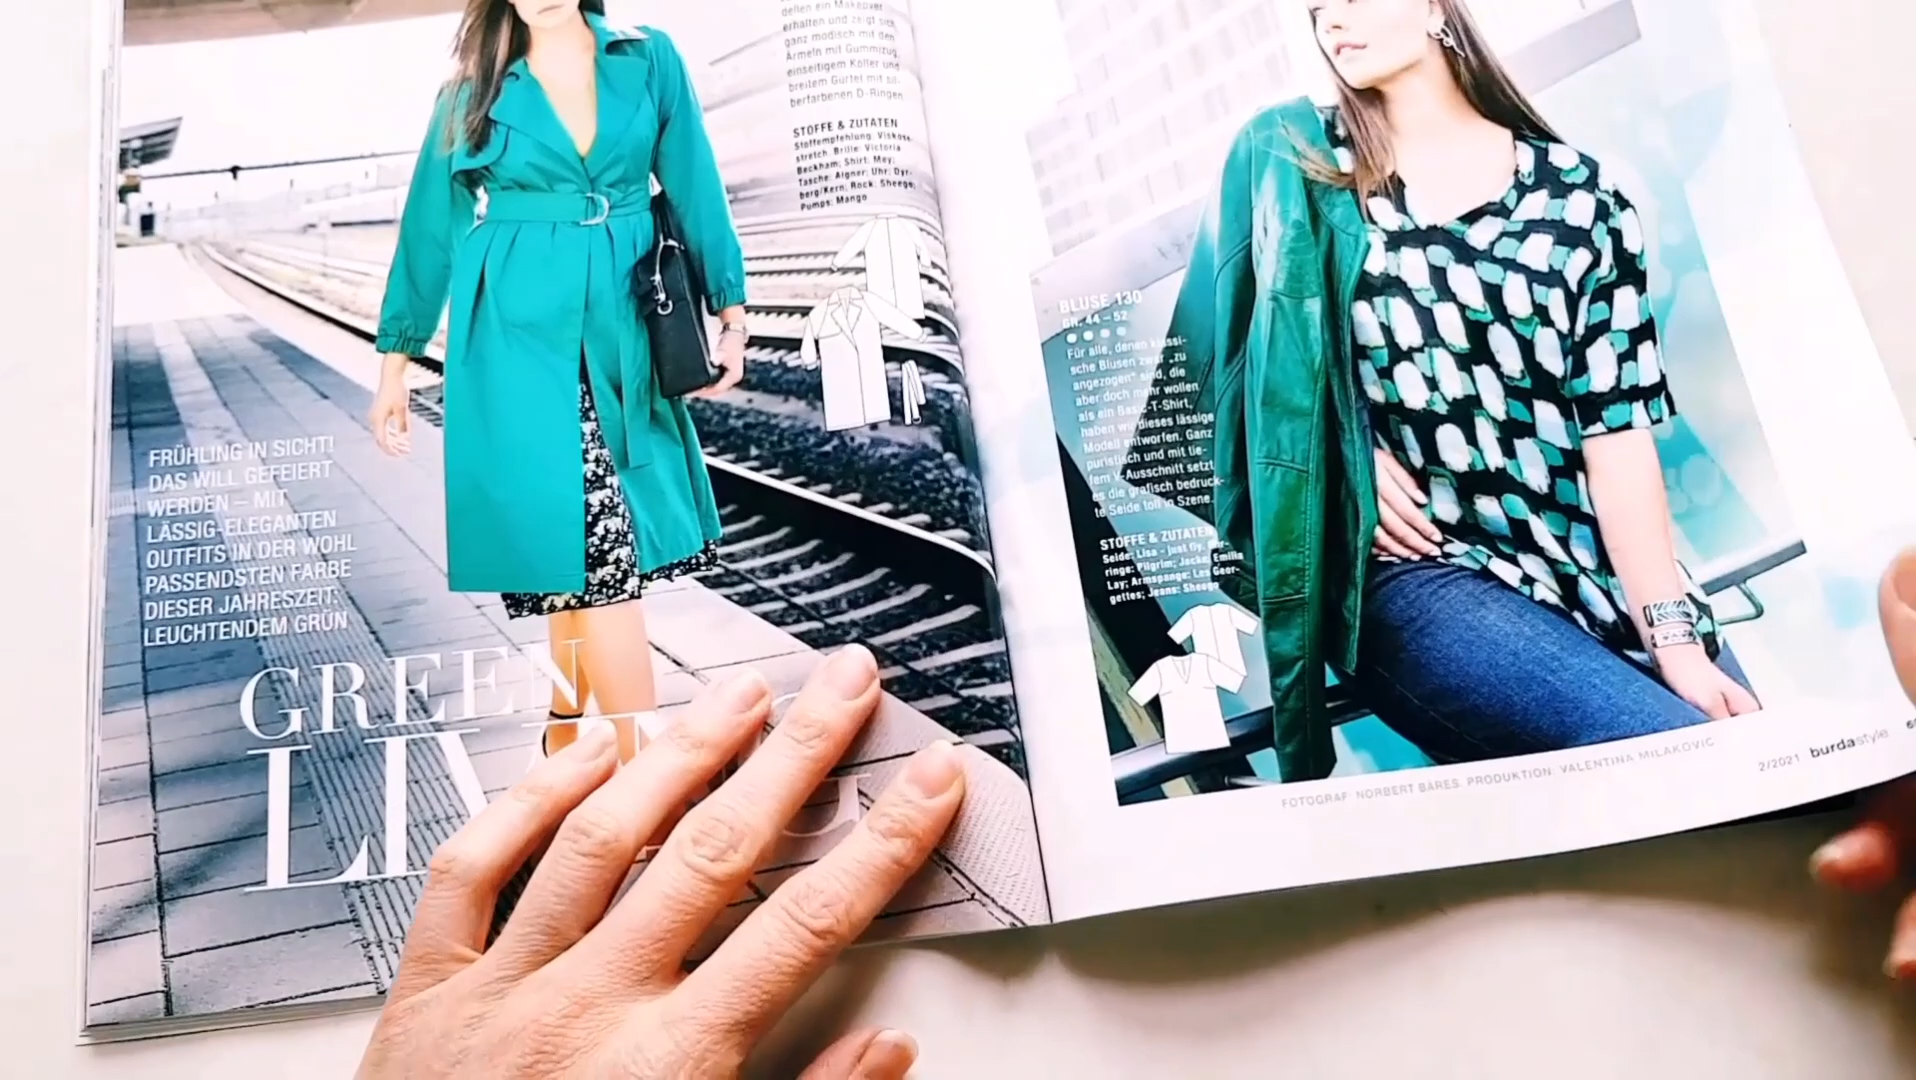 dellen ein Makeover
erhalten und zeigt sich
ganz modisch mit den
Ärmeln mit Gummizug,
einseitigem Koller und
breitem Gürtel mit sil-
berfarbenen D-Ringen
STOFFE & ZUTATEN
Stoffempfehlung: Viskose-
stretch. Brille: Victoria
Beckham; Shirt: Mey;
Tasche: Aigner; Uhr: Dyr-
berg/Kern; Rock: Sheego;
Pumps: Mango
FRÜHLING IN SICHT!
DAS WILL GEFEIERT
WERDEN – MIT
LÄSSIG-ELEGANTEN
OUTFITS IN DER WOHL
PASSENDSTEN FARBE
DIESER JAHRESZEIT:
LEUCHTENDEM GRÜN
GREEN
BLUSE 130
GR. 44 – 52
Für alle, denen klassi-
sche Blusen zwar „zu
angezogen“ sind, die
aber doch mehr wollen
als ein Basic-T-Shirt,
haben wir dieses lässige
Modell entworfen. Ganz
puristisch und mit tie-
fem V-Ausschnitt setzt
es die grafisch bedruck-
te Seide toll in Szene.
STOFFE & ZUTATEN
Seide: Lisa - just fly. Ohr-
ringe: Pilgrim; Jacke: Emilia
Lay; Armspange: Les Geor-
gettes; Jeans: Sheego
FOTOGRAF: NORBERT BÄRES. PRODUKTION: VALENTINA MILAKOVIC
2/2021 burdastyle